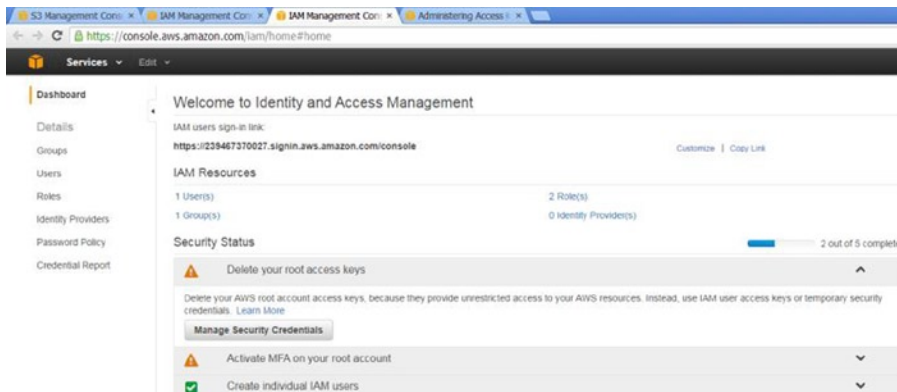 S3 Management Cons
IAM Management Con
IAM Management Con
Administering Access
https://console.aws.amazon.com/iam/home#home
Services Edit
Dashboard
Details
Groups
Users
Roles
Identity Providers
Password Policy
Credential Report
Welcome to Identity and Access Management
IAM users sign-in link:
https://239467370027.signin.aws.amazon.com/console Customize | Copy Link
IAM Resources
1 User(s) 2 Role(s)
1 Group(s) 0 Identity Provider(s)
Security Status 2 out of 5 complet
Delete your root access keys
Delete your AWS root account access keys, because they provide unrestricted access to your AWS resources. Instead, use IAM user access keys or temporary security
credentials. Learn More
Manage Security Credentials
Activate MFA on your root account
Create individual IAM users